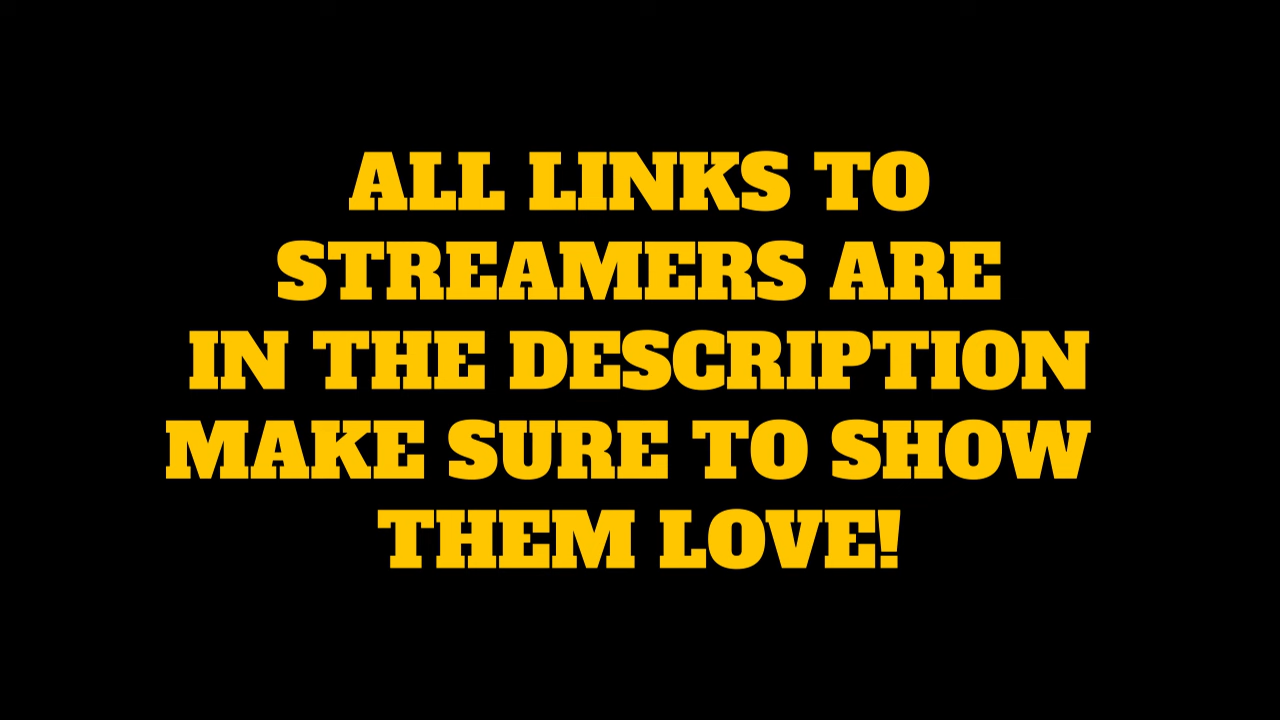 ALL LINKS TO
STREAMERS ARE
IN THE DESCRIPTION
MAKE SURE TO SHOW
THEM LOVE!